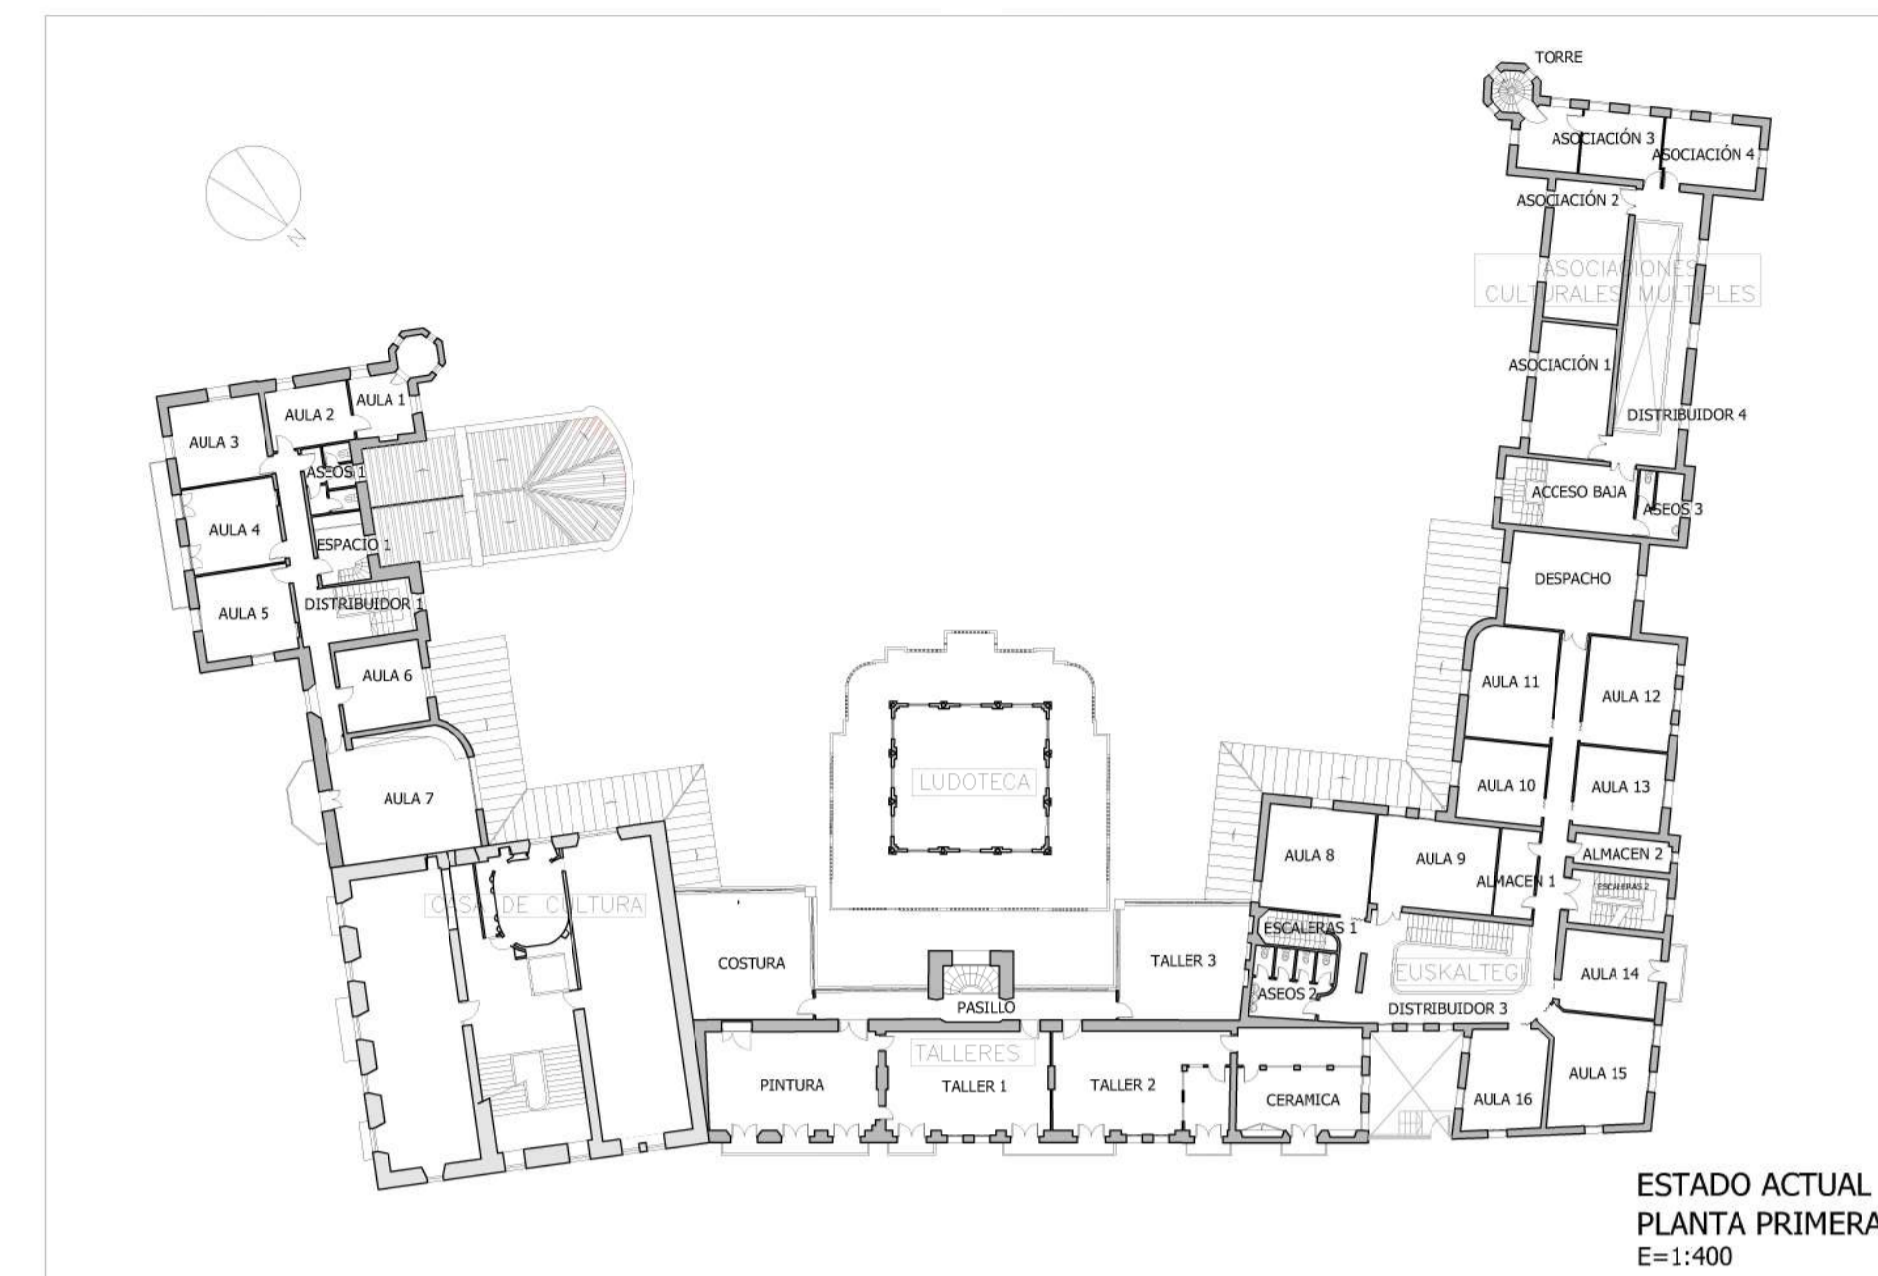 TORRE
ASOCIACIÓN 3
ASOCIACIÓN 4
ASOCIACIÓN 2
N
ASOCIACIONES
CULTURALES MULTIPLES
ASOCIACIÓN 1
AULA 1
AULA 2
AULA 3
DISTRIBUIDOR 4
ASEOS 1
ACCESO BAJA
ASEOS 3
AULA 4
ESPACIO 1
DESPACHO
DISTRIBUIDOR 1
AULA 5
AULA 6
AULA 11
AULA 12
LUDOTECA
AULA 7
AULA 10
AULA 13
AULA 8
AULA 9
ALMACEN 2
ALMACEN 1
ESCALERAS 2
CASA DE CULTURA
ESCALERAS 1
COSTURA
TALLER 3
EUSKALTEGI
AULA 14
ASEOS 2
PASILLO
DISTRIBUIDOR 3
TALLERES
PINTURA
TALLER 1
TALLER 2
CERAMICA
AULA 16
AULA 15
ESTADO ACTUAL
PLANTA PRIMERA
E=1:400